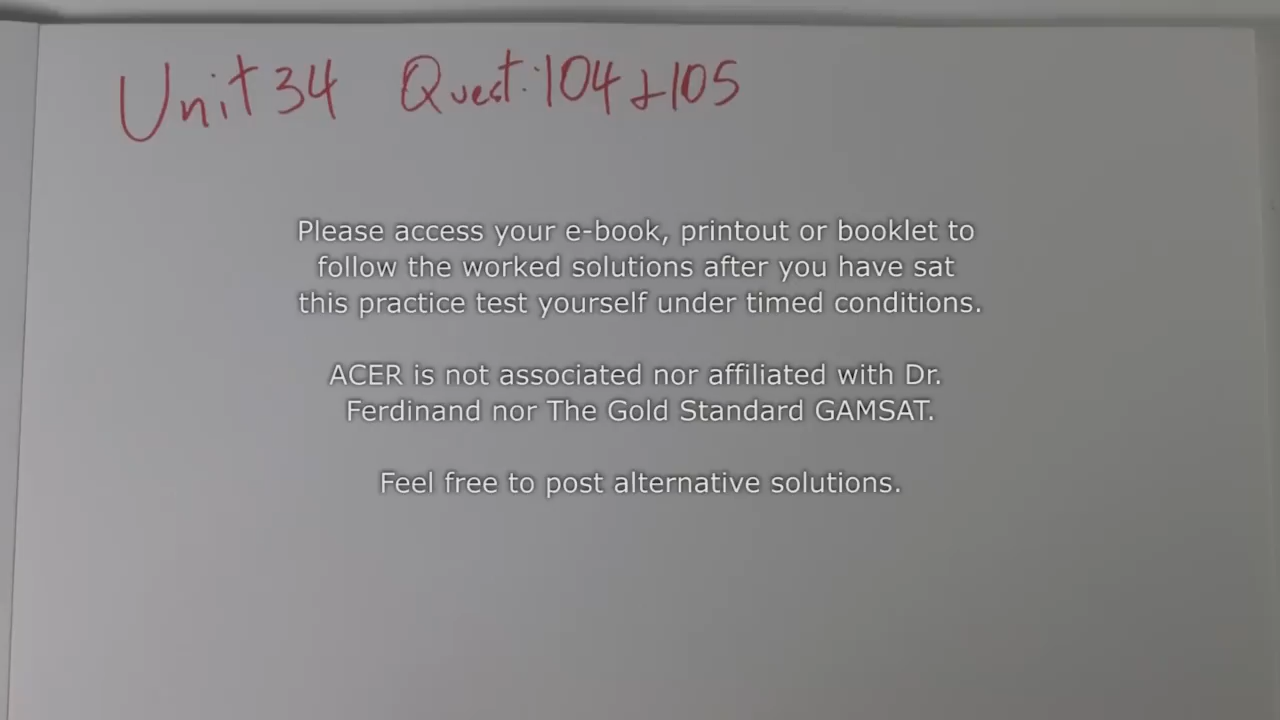 Unit 34 Quest: 104 + 105
Please access your e-book, printout or booklet to
follow the worked solutions after you have sat
this practice test yourself under timed conditions.
ACER is not associated nor affiliated with Dr.
Ferdinand nor The Gold Standard GAMSAT.
Feel free to post alternative solutions.